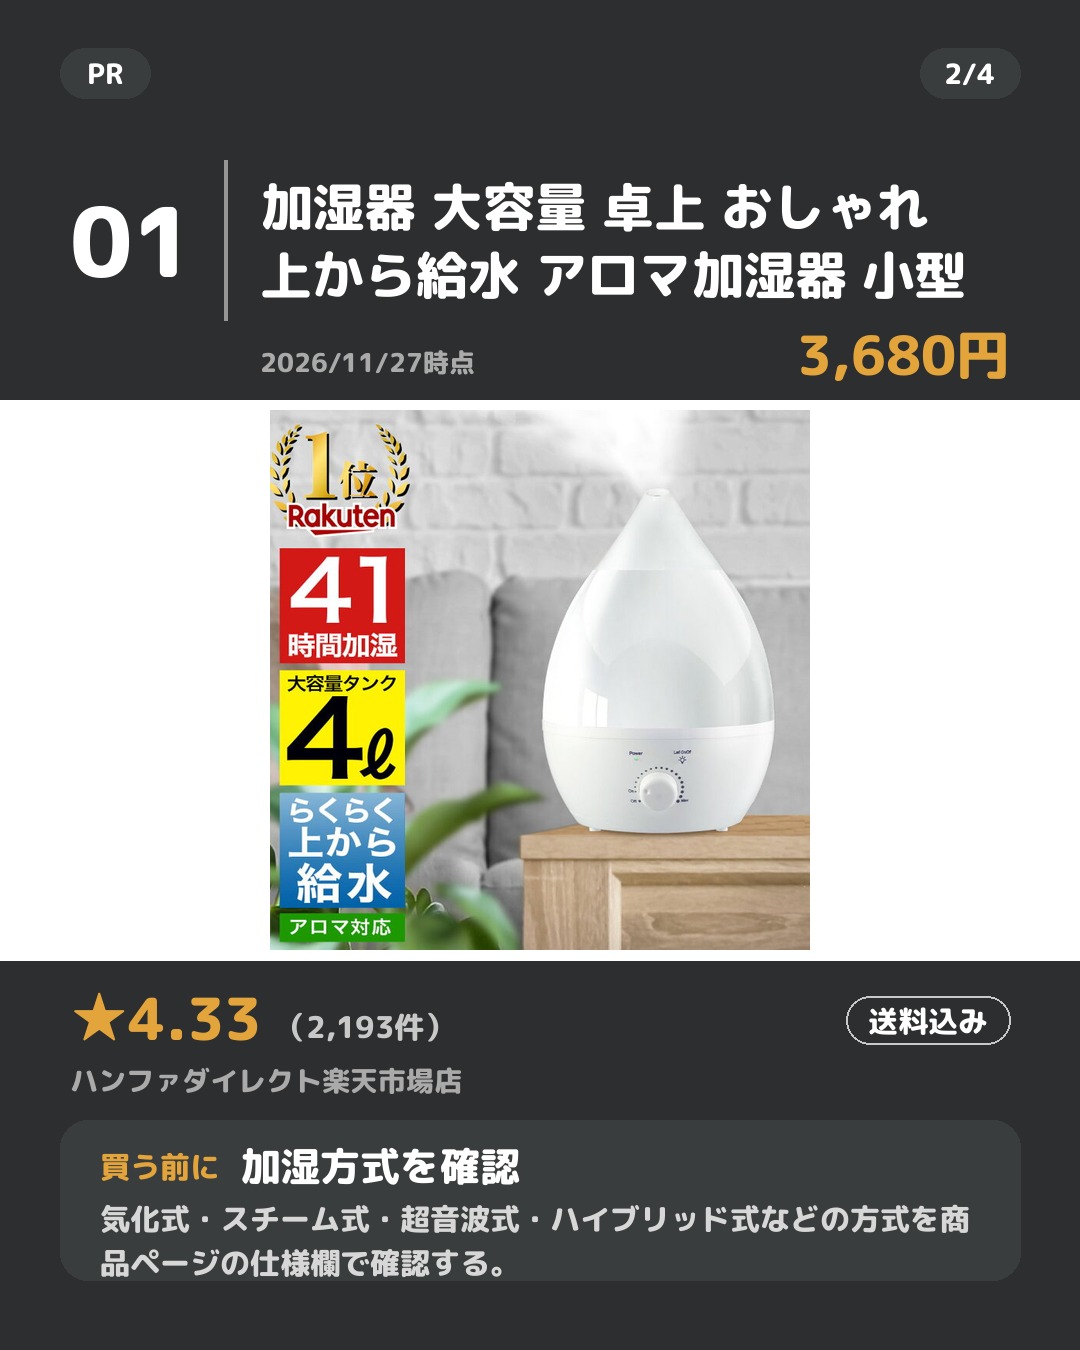 PR
2/4
01
加湿器 大容量 卓上 おしゃれ
上から給水 アロマ加湿器 小型
2026/11/27時点
3,680円
1位
Rakuten
41
時間加湿
大容量タンク
4ℓ
らくらく
上から
給水
アロマ対応
Power
Led On/Off
On
Off
Max
★4.33
（2,193件）
送料込み
ハンファダイレクト楽天市場店
買う前に 加湿方式を確認
気化式・スチーム式・超音波式・ハイブリッド式などの方式を商
品ページの仕様欄で確認する。